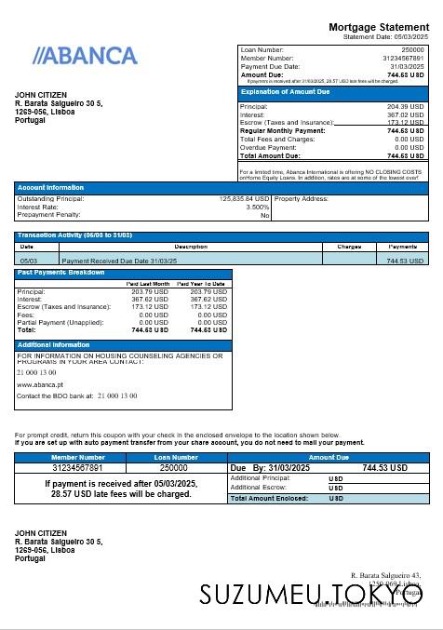 Mortgage Statement
Statement Date: 05/03/2025
//ABANCA
Loan Number: 250000
Member Number: 31234567891
Payment Due Date: 31/03/2025
Amount Due: 744.53 USD
If payment is received after 31/03/2025, 28.57 USD late fees will be charged.
JOHN CITIZEN
R. Barata Salgueiro 30 5,
1269-056, Lisboa
Portugal
Explanation of Amount Due
Principal: 204.39 USD
Interest: 367.02 USD
Escrow (Taxes and Insurance): 173.12 USD
Regular Monthly Payment: 744.53 USD
Total Fees and Charges: 0.00 USD
Overdue Payment: 0.00 USD
Total Amount Due: 744.53 USD
For a limited time, Abanca International is offering NO CLOSING COSTS
on Home Equity Loans. In addition, rates are at some of the lowest ever!
Account Information
Outstanding Principal: 125,835.84 USD Property Address:
Interest Rate: 3.500%
Prepayment Penalty: No
Transaction Activity (05/03 to 31/03)
Date Description Charges Payments
05/03 Payment Received Due Date 31/03/25 744.53 USD
Past Payments Breakdown
Paid Last Month Paid Year To Date
Principal: 203.79 USD 203.79 USD
Interest: 367.62 USD 367.62 USD
Escrow (Taxes and Insurance): 173.12 USD 173.12 USD
Fees: 0.00 USD 0.00 USD
Partial Payment (Unapplied): 0.00 USD 0.00 USD
Total: 744.53 USD 744.53 USD
Additional Information
FOR INFORMATION ON HOUSING COUNSELING AGENCIES OR
PROGRAMS IN YOUR AREA CONTACT:
21 000 13 00
www.abanca.pt
Contact the BDO bank at: 21 000 13 00
For prompt credit, return this coupon with your check in the enclosed envelope to the location shown below.
If you are set up with auto payment transfer from your share account, you do not need to mail your payment.
Member Number Loan Number Amount Due
31234567891 250000 Due By: 31/03/2025 744.53 USD
If payment is received after 05/03/2025,
28.57 USD late fees will be charged.
Additional Principal: USD
Additional Escrow: USD
Total Amount Enclosed: USD
JOHN CITIZEN
R. Barata Salgueiro 30 5,
1269-056, Lisboa
Portugal
R. Barata Salgueiro 43,
Lisboa
Portugal
SUZUMEU.TOKYO